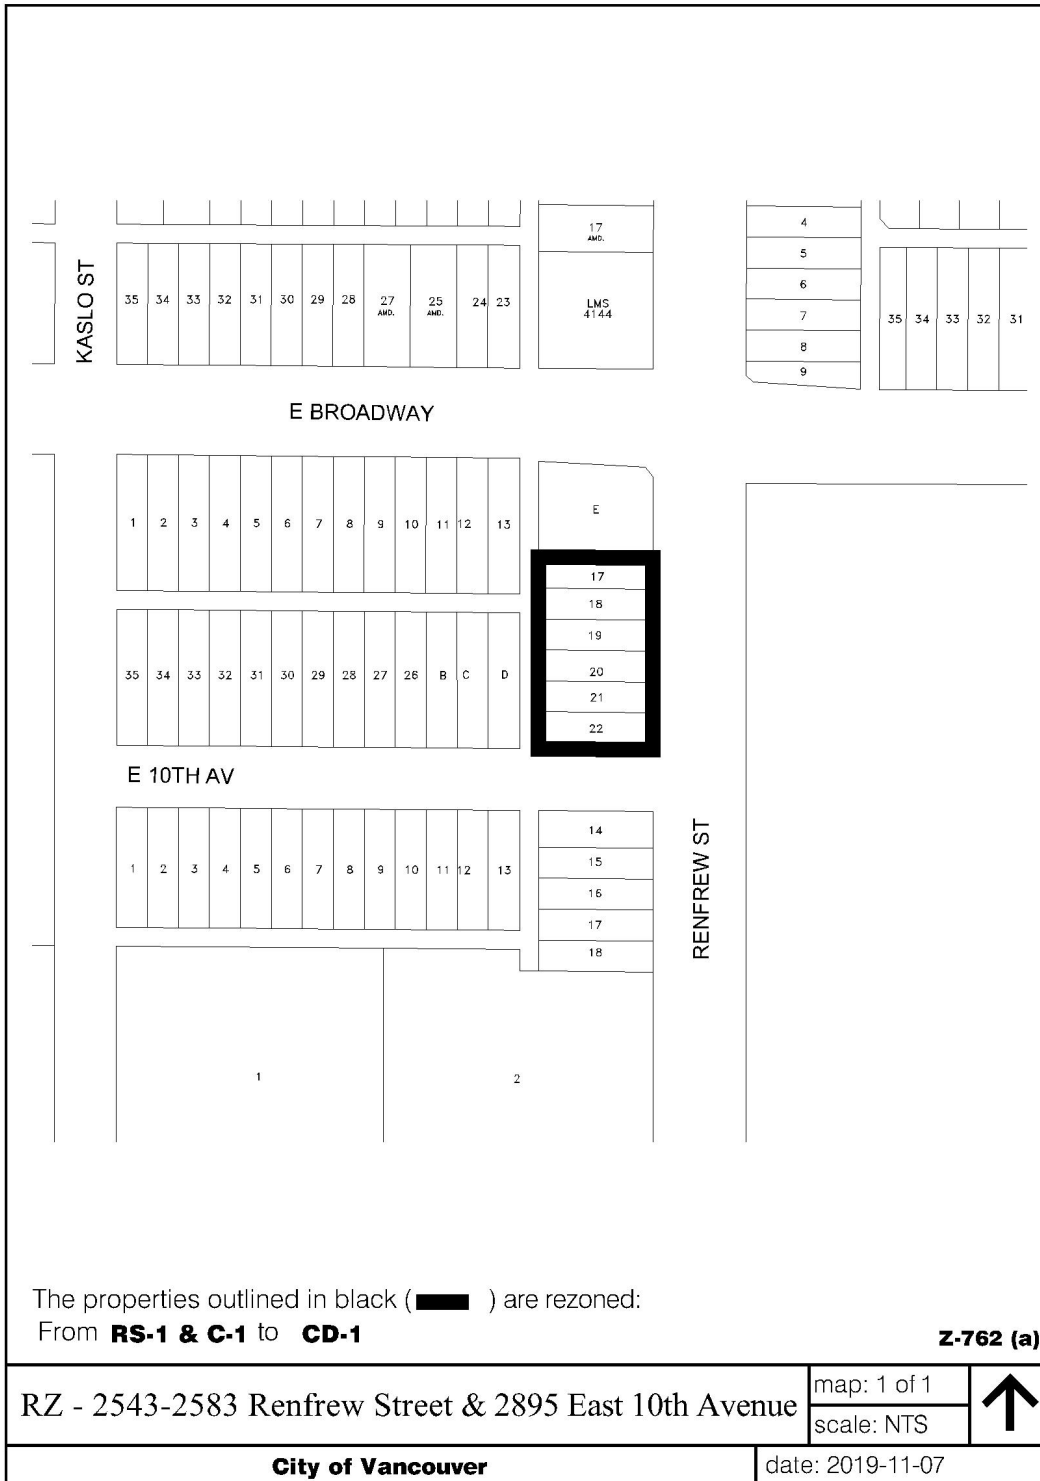 17
AMD.
4
5
6
7
8
9
KASLO ST
35 34 33 32 31 30 29 28 27 AMD. 25 AMD. 24 23
LMS
4144
35 34 33 32 31
E BROADWAY
1 2 3 4 5 6 7 8 9 10 11 12 13
E
17
18
19
20
21
22
35 34 33 32 31 30 29 28 27 26 B C D
E 10TH AV
1 2 3 4 5 6 7 8 9 10 11 12 13
14
15
16
17
18
RENFREW ST
1
2
The properties outlined in black ( ) are rezoned:
From RS-1 & C-1 to CD-1
Z-762 (a)
RZ - 2543-2583 Renfrew Street & 2895 East 10th Avenue
map: 1 of 1
scale: NTS
City of Vancouver
date: 2019-11-07